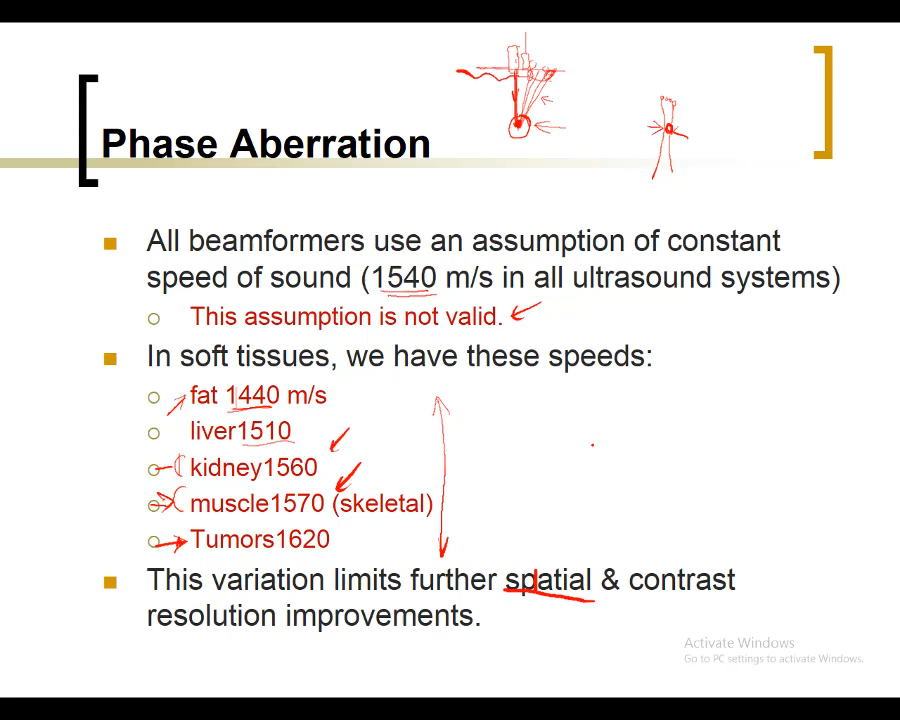 Phase Aberration
All beamformers use an assumption of constant
speed of sound (1540 m/s in all ultrasound systems)
This assumption is not valid.
In soft tissues, we have these speeds:
fat 1440 m/s
liver1510
kidney1560
muscle1570 (skeletal)
Tumors1620
This variation limits further spatial & contrast
resolution improvements.
Activate Windows
Go to PC settings to activate Windows.